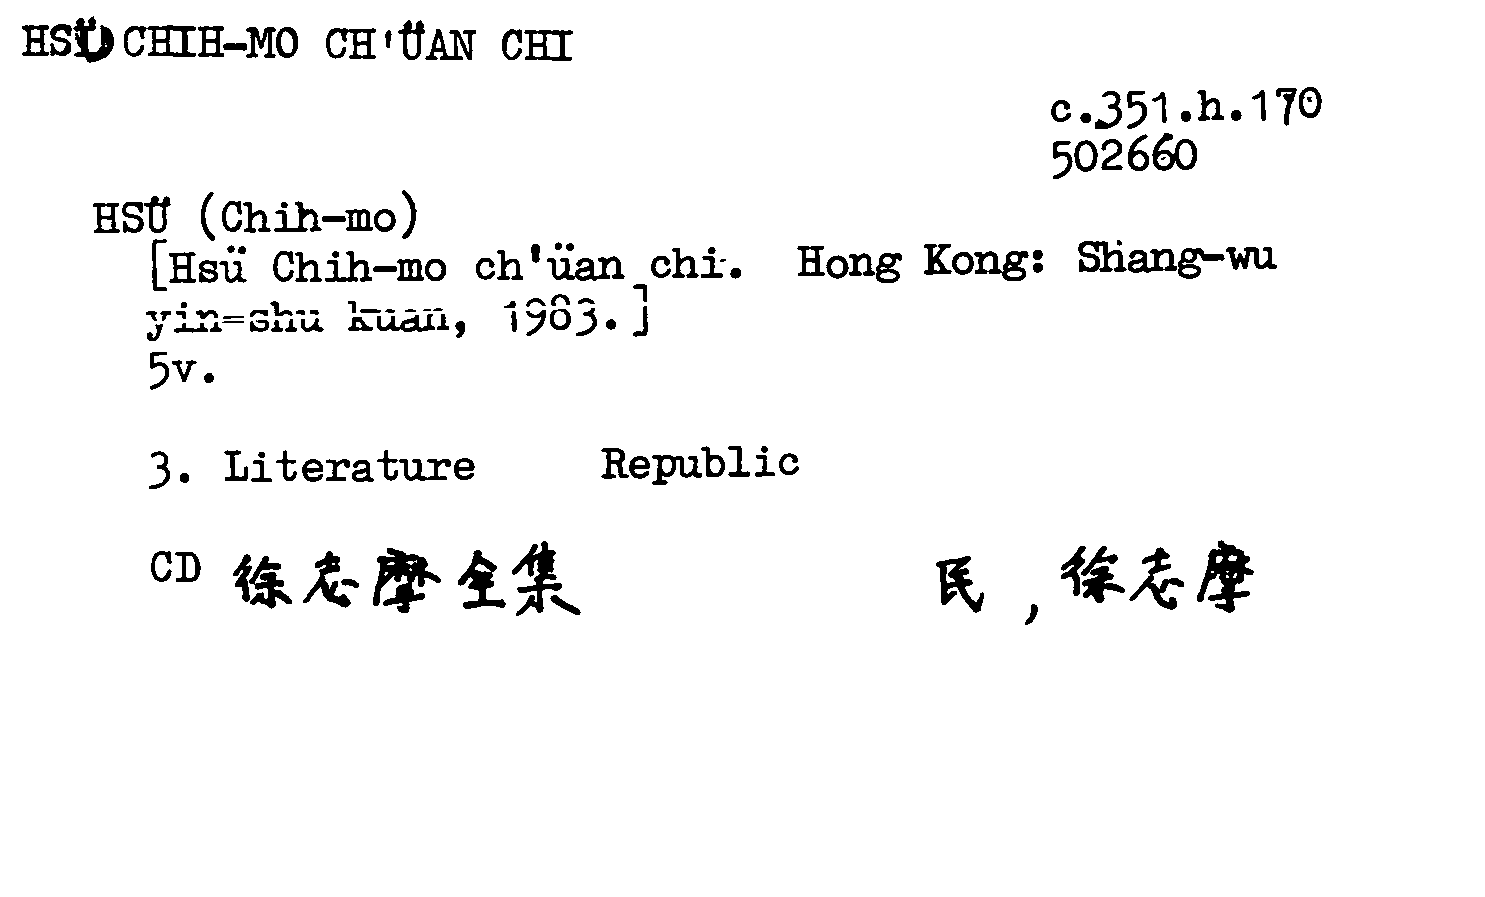 HSÜ CHIH-MO CH'ÜAN CHI
c.351.h.170
502660
HSÜ (Chih-mo)
[Hsü Chih-mo ch'üan chi. Hong Kong: Shang-wu
yin-shu kuan, 1983.]
5v.
3. Literature Republic
CD 徐志摩全集 民, 徐志摩